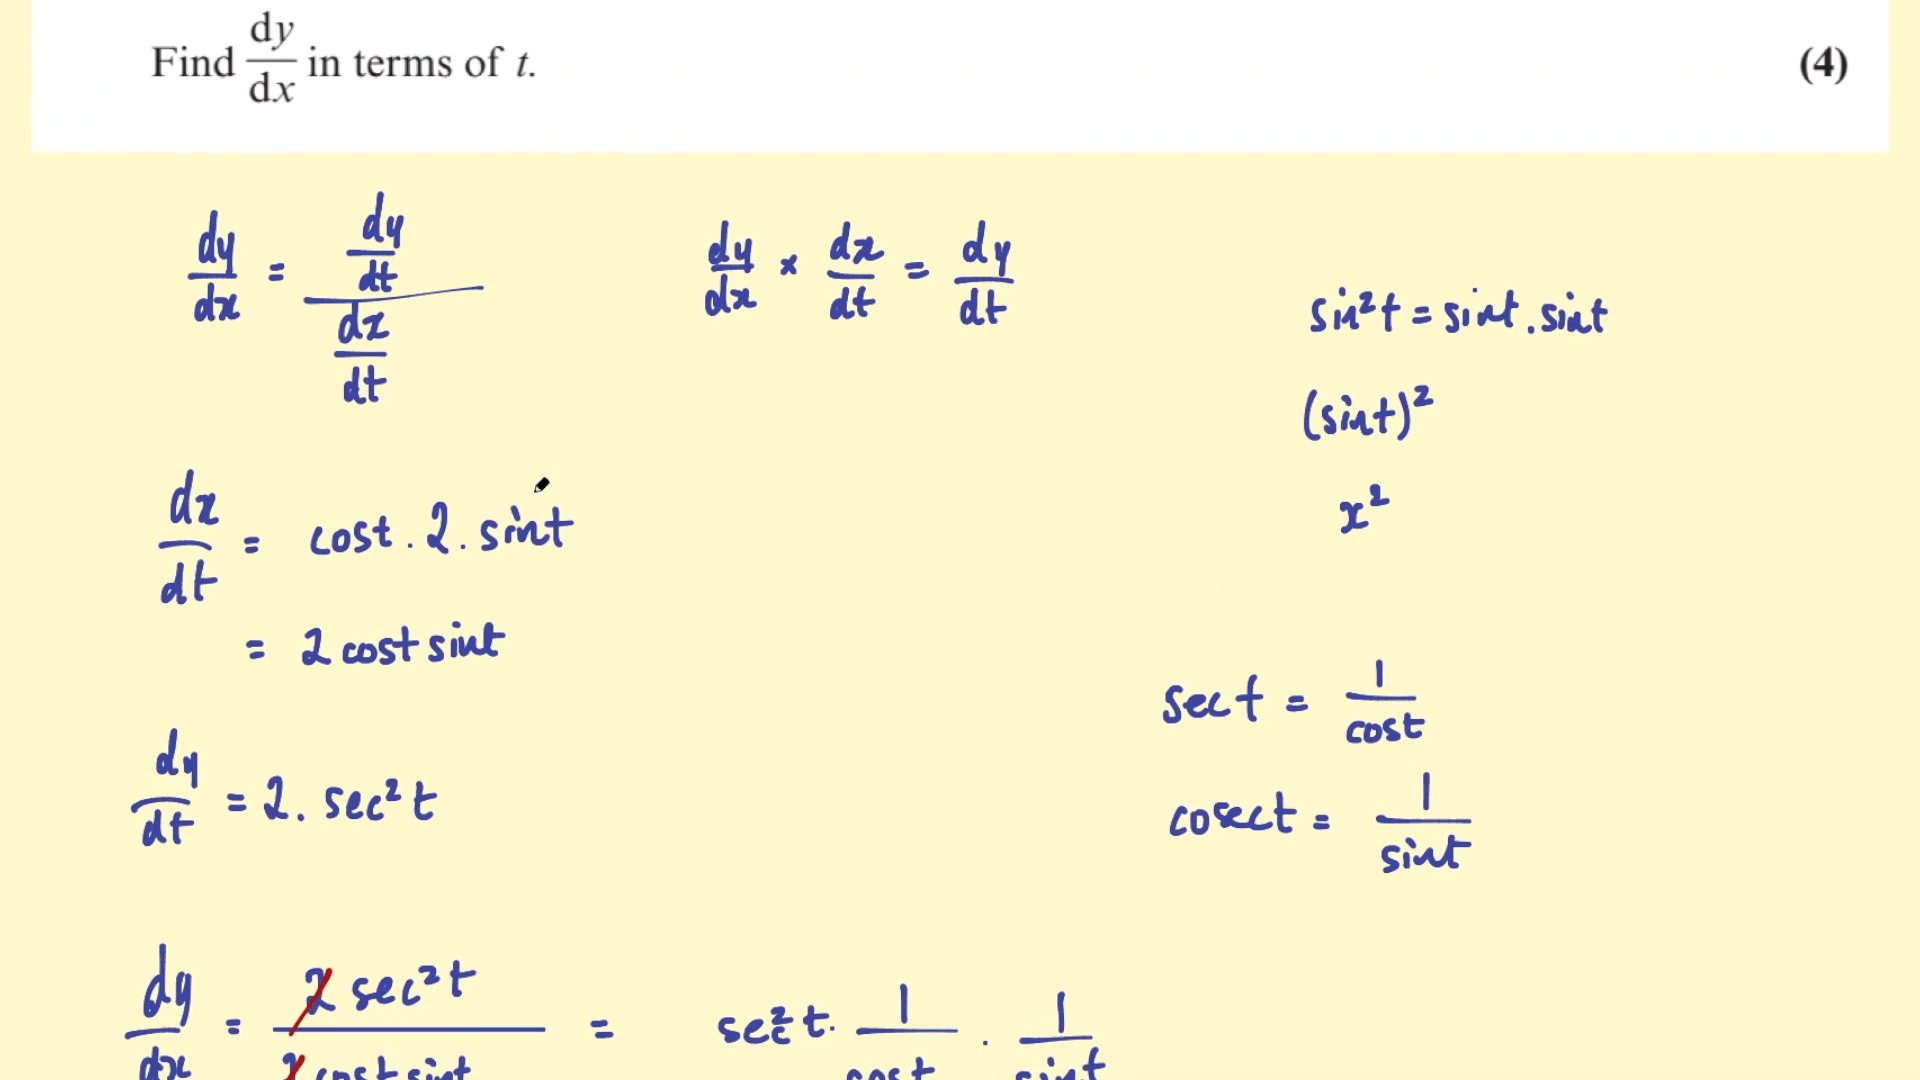 Find dy/dx in terms of t. (4)
dy/dx = (dy/dt)/(dx/dt)
dy/dx × dx/dt = dy/dt
sin²t = sint . sint
(sint)²
x²
dx/dt = cost . 2 . sint
= 2 cost sint
sect = 1/cost
dy/dt = 2. sec²t
cosect = 1/sint
dy/dx = 2 sec²t / 2 cost sint = sec²t . 1/cost . 1/sint